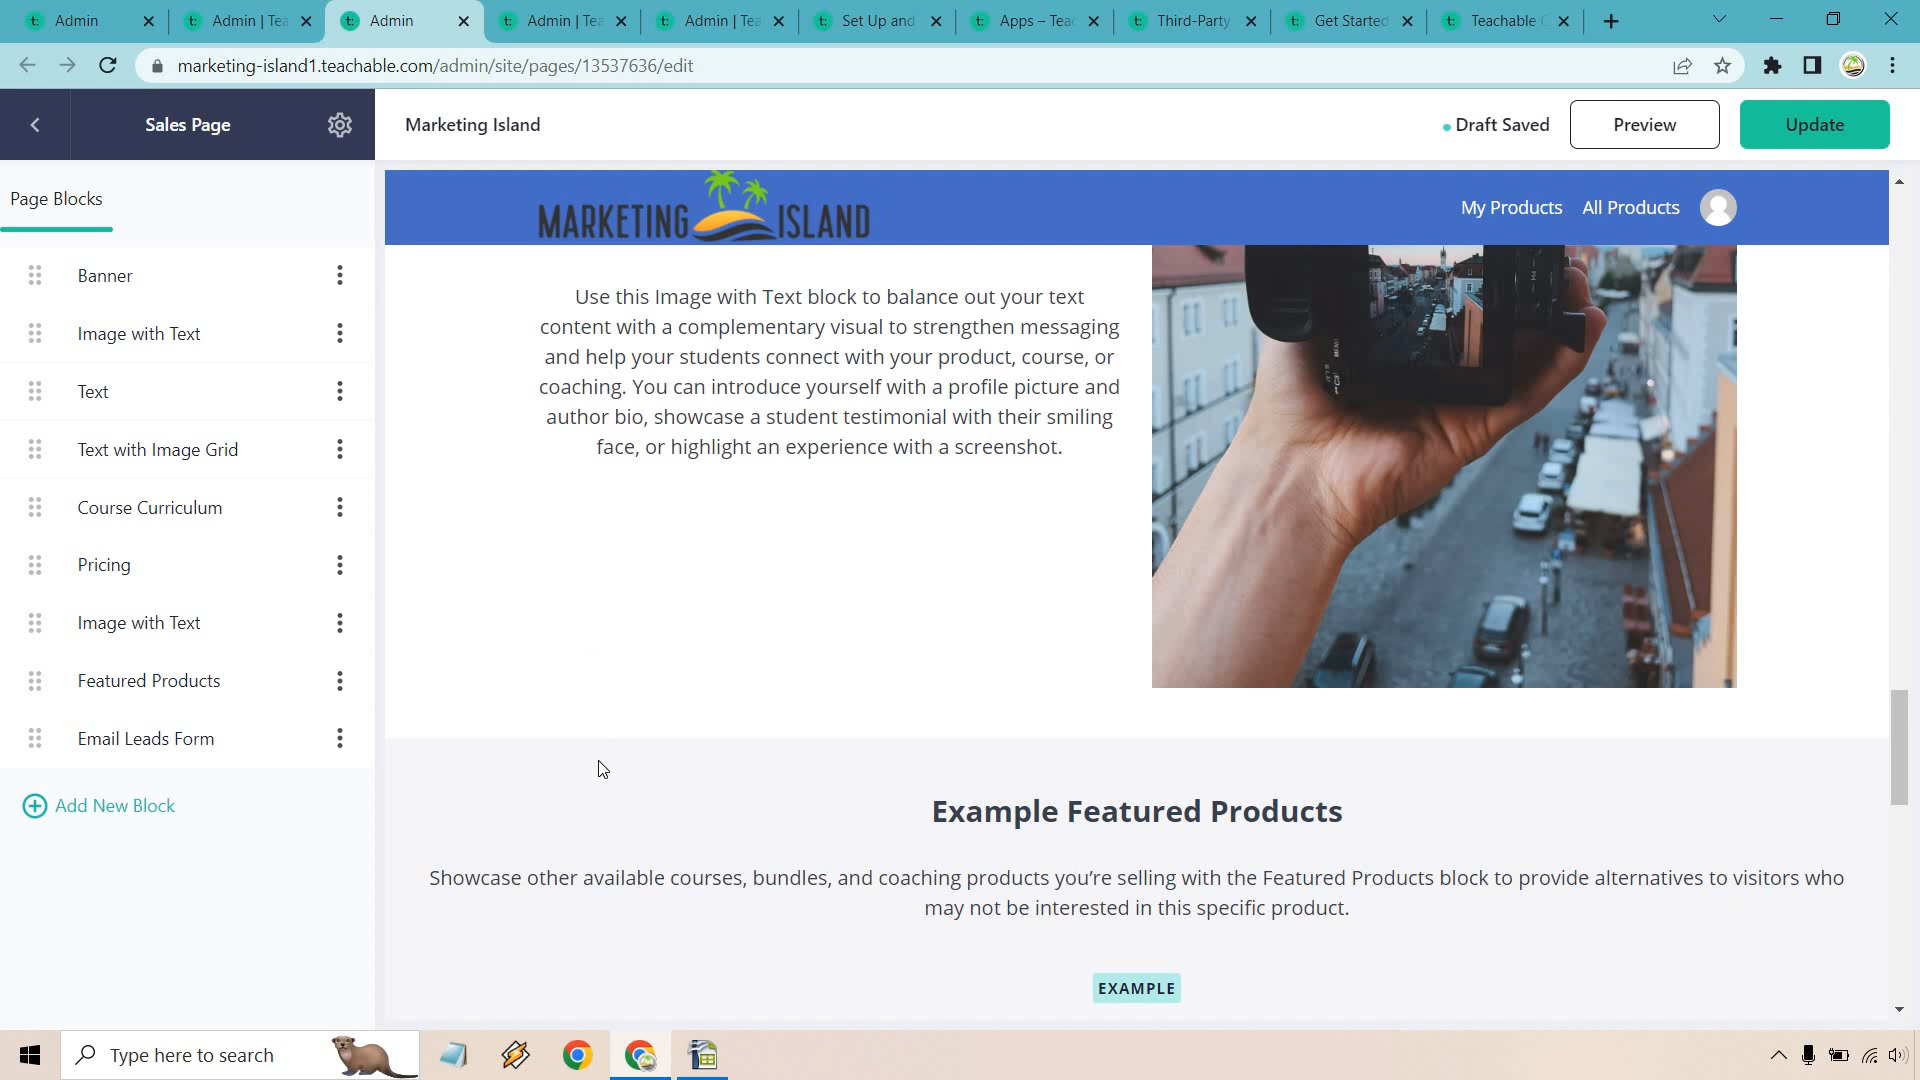 Admin
Admin | Tea
Admin
Admin | Tea
Admin | Tea
Set Up and
Apps – Teac
Third-Party
Get Started
Teachable
marketing-island1.teachable.com/admin/site/pages/13537636/edit
Sales Page
Marketing Island
Draft Saved
Preview
Update
Page Blocks
MARKETING ISLAND
My Products
All Products
Banner
Image with Text
Text
Text with Image Grid
Course Curriculum
Pricing
Image with Text
Featured Products
Email Leads Form
Add New Block
Use this Image with Text block to balance out your text
content with a complementary visual to strengthen messaging
and help your students connect with your product, course, or
coaching. You can introduce yourself with a profile picture and
author bio, showcase a student testimonial with their smiling
face, or highlight an experience with a screenshot.
Example Featured Products
Showcase other available courses, bundles, and coaching products you’re selling with the Featured Products block to provide alternatives to visitors who
may not be interested in this specific product.
EXAMPLE
Type here to search